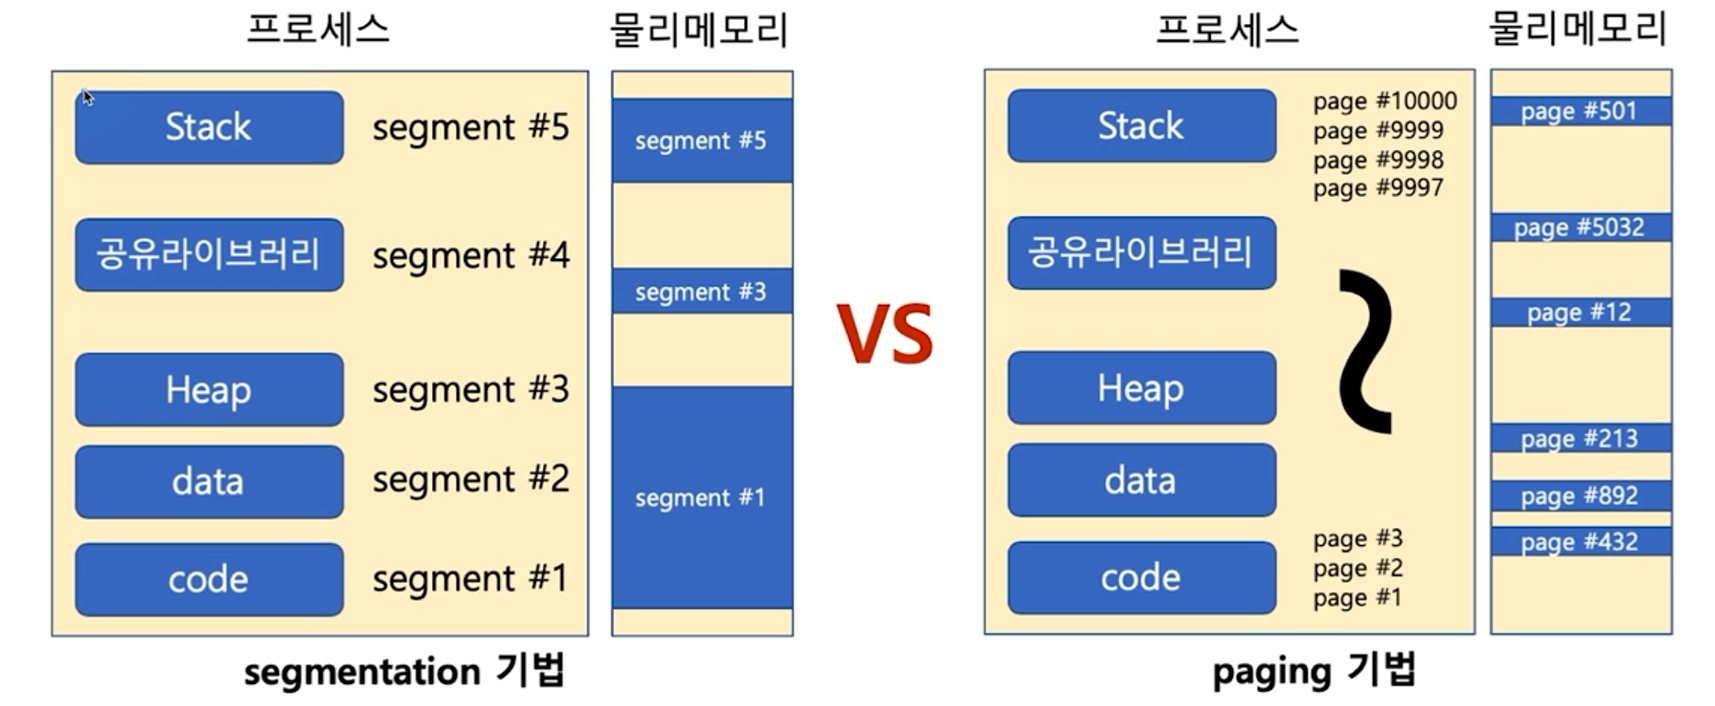 프로세스
물리메모리
Stack
segment #5
공유라이브러리
segment #4
Heap
segment #3
data
segment #2
code
segment #1
segment #5
segment #3
segment #1
segmentation 기법
VS
프로세스
물리메모리
Stack
page #10000
page #9999
page #9998
page #9997
공유라이브러리
Heap
data
code
page #3
page #2
page #1
page #501
page #5032
page #12
page #213
page #892
page #432
paging 기법